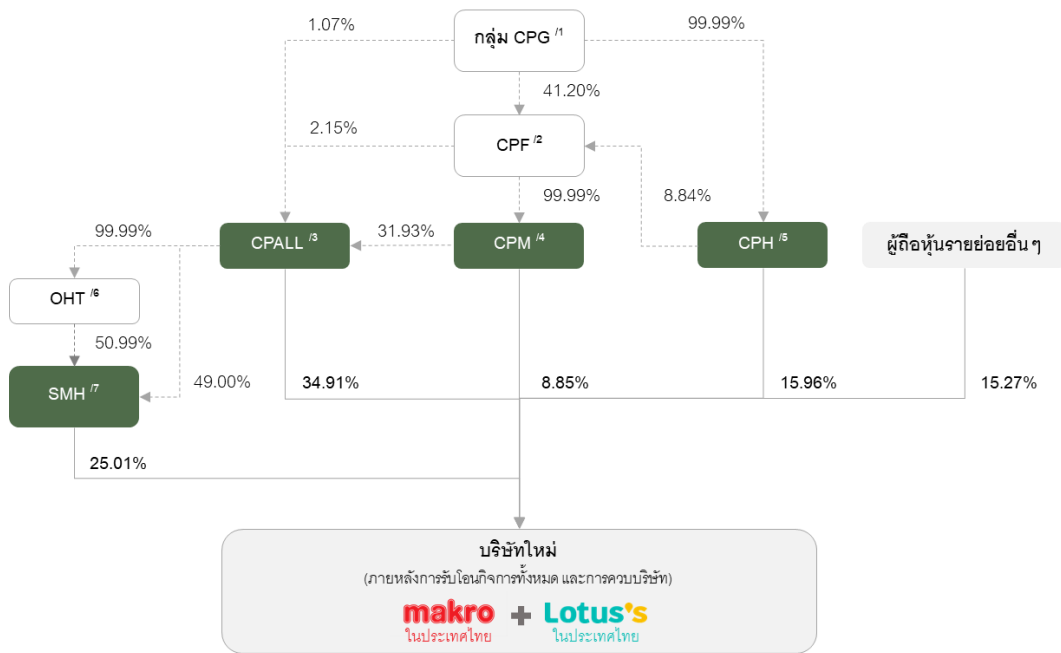 1.07%
กลุ่ม CPG /1
99.99%
41.20%
2.15%
CPF /2
99.99%
8.84%
99.99%
CPALL /3
31.93%
CPM /4
CPH /5
ผู้ถือหุ้นรายย่อยอื่นๆ
OHT /6
50.99%
SMH /7
49.00%
34.91%
8.85%
15.96%
15.27%
25.01%
บริษัทใหม่
(ภายหลังการรับโอนกิจการทั้งหมด และการควบบริษัท)
makro + Lotus's
ในประเทศไทย ในประเทศไทย